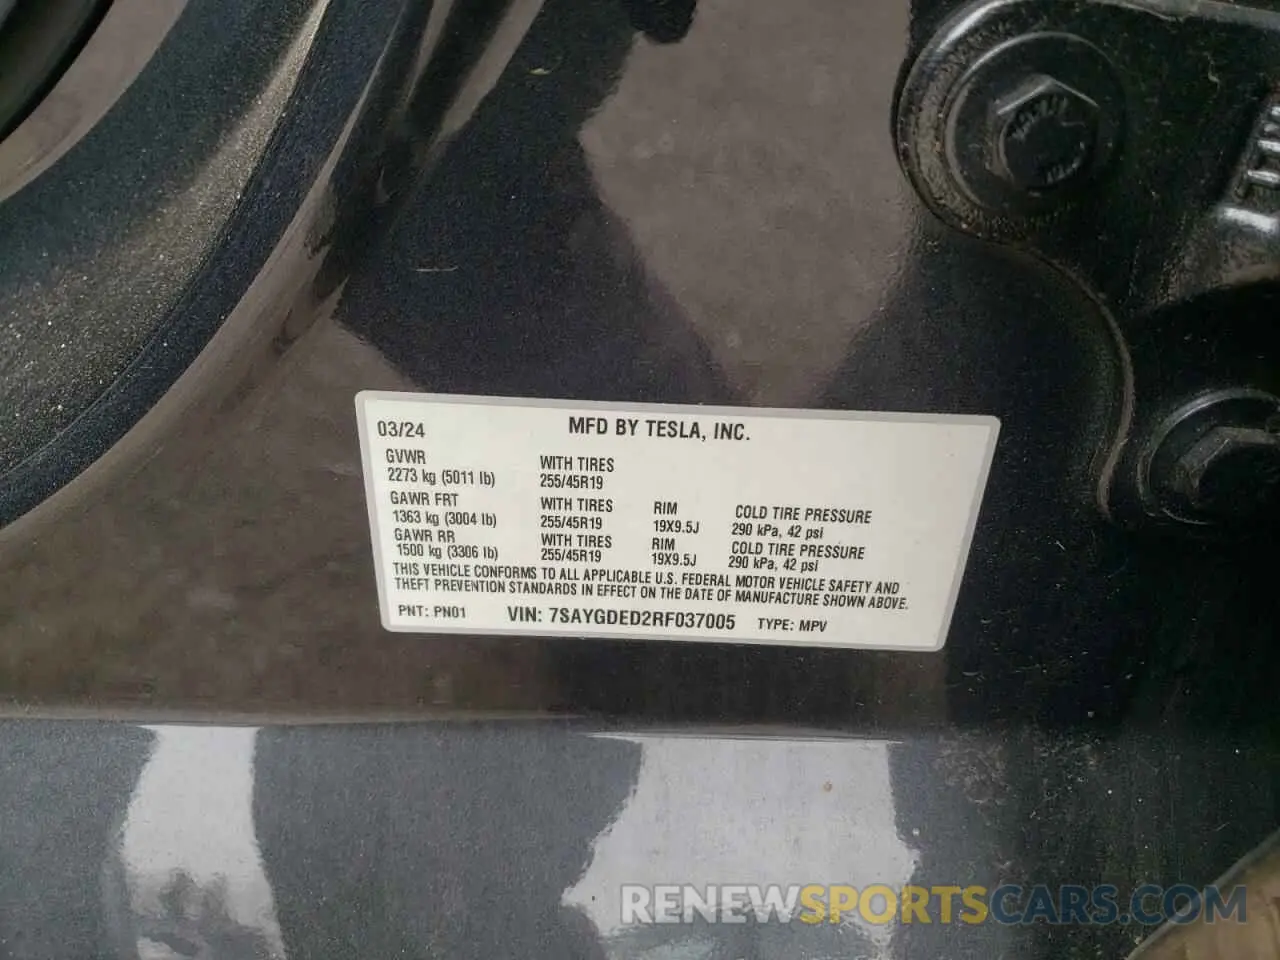 03/24 MFD BY TESLA, INC.
GVWR
2273 kg (5011 lb)
WITH TIRES
255/45R19
GAWR FRT
1363 kg (3004 lb)
WITH TIRES
255/45R19
RIM
19X9.5J
COLD TIRE PRESSURE
290 kPa, 42 psi
GAWR RR
1500 kg (3306 lb)
WITH TIRES
255/45R19
RIM
19X9.5J
COLD TIRE PRESSURE
290 kPa, 42 psi
THIS VEHICLE CONFORMS TO ALL APPLICABLE U.S. FEDERAL MOTOR VEHICLE SAFETY AND
THEFT PREVENTION STANDARDS IN EFFECT ON THE DATE OF MANUFACTURE SHOWN ABOVE.
PNT: PN01 VIN: 7SAYGDED2RF037005 TYPE: MPV
RENEWSPORTSCARS.COM